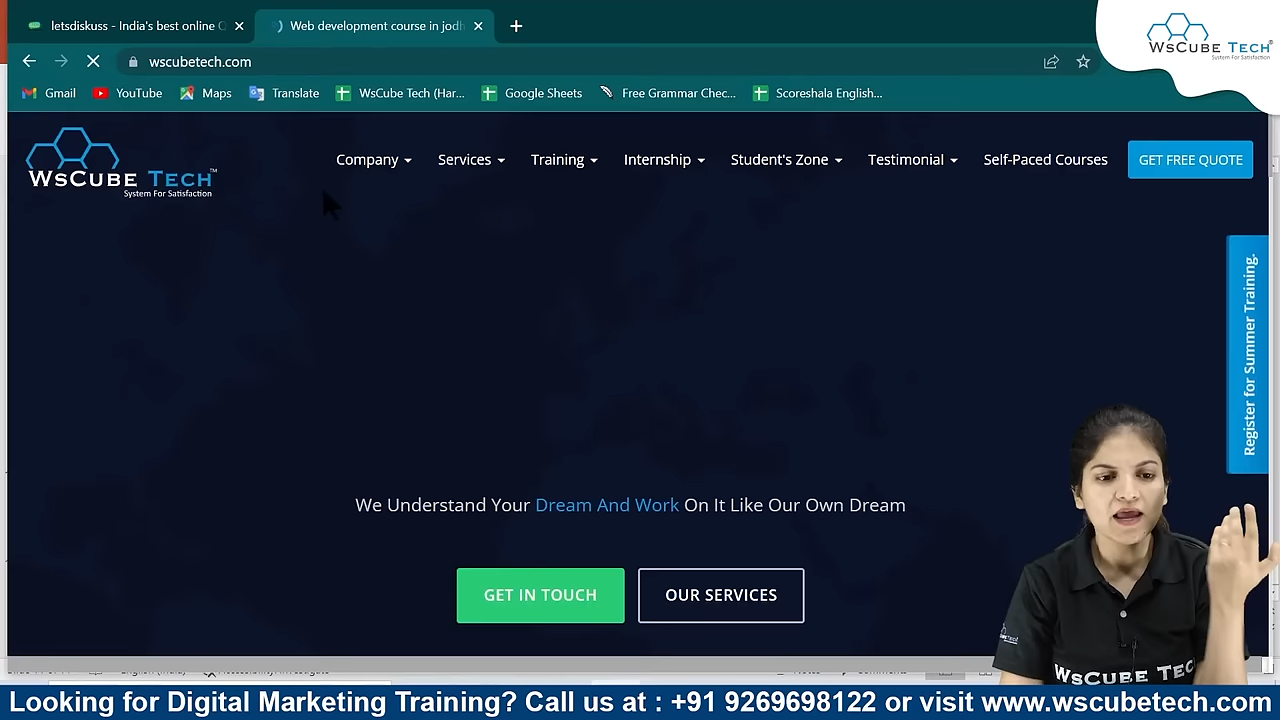 letsdiskuss - India's best online Q
Web development course in jodh
WSCUBE TECH®
System For Satisfaction
wscubetech.com
Gmail
YouTube
Maps
Translate
WsCube Tech (Har...
Google Sheets
Free Grammar Chec...
Scoreshala English...
WSCUBE TECH™
System For Satisfaction
Company
Services
Training
Internship
Student's Zone
Testimonial
Self-Paced Courses
GET FREE QUOTE
Register for Summer Training.
We Understand Your Dream And Work On It Like Our Own Dream
GET IN TOUCH
OUR SERVICES
WSCUBE TECH
Looking for Digital Marketing Training? Call us at : +91 9269698122 or visit www.wscubetech.com